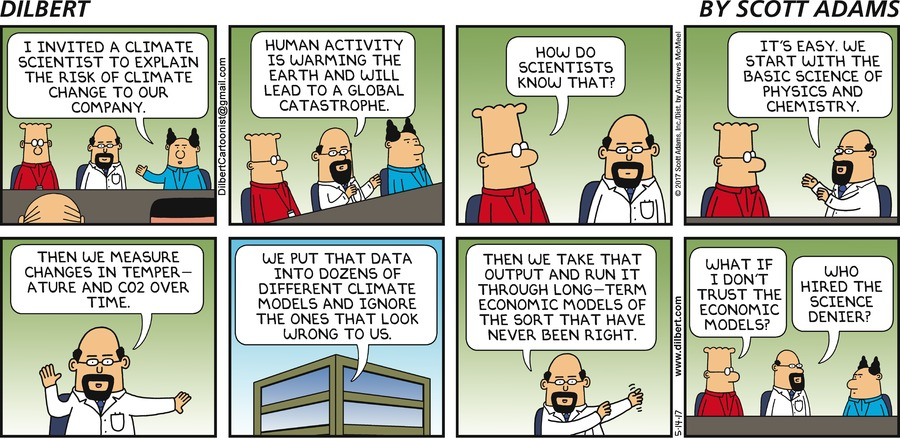 DILBERT
BY SCOTT ADAMS
I INVITED A CLIMATE
SCIENTIST TO EXPLAIN
THE RISK OF CLIMATE
CHANGE TO OUR
COMPANY.
DilbertCartoonist@gmail.com
HUMAN ACTIVITY
IS WARMING THE
EARTH AND WILL
LEAD TO A GLOBAL
CATASTROPHE.
HOW DO
SCIENTISTS
KNOW THAT?
© 2017 Scott Adams, Inc./Dist. by Andrews McMeel
IT'S EASY. WE
START WITH THE
BASIC SCIENCE OF
PHYSICS AND
CHEMISTRY.
THEN WE MEASURE
CHANGES IN TEMPER–
ATURE AND CO2 OVER
TIME.
WE PUT THAT DATA
INTO DOZENS OF
DIFFERENT CLIMATE
MODELS AND IGNORE
THE ONES THAT LOOK
WRONG TO US.
THEN WE TAKE THAT
OUTPUT AND RUN IT
THROUGH LONG–TERM
ECONOMIC MODELS OF
THE SORT THAT HAVE
NEVER BEEN RIGHT.
www.dilbert.com
5-14-17
WHAT IF
I DON'T
TRUST THE
ECONOMIC
MODELS?
WHO
HIRED THE
SCIENCE
DENIER?